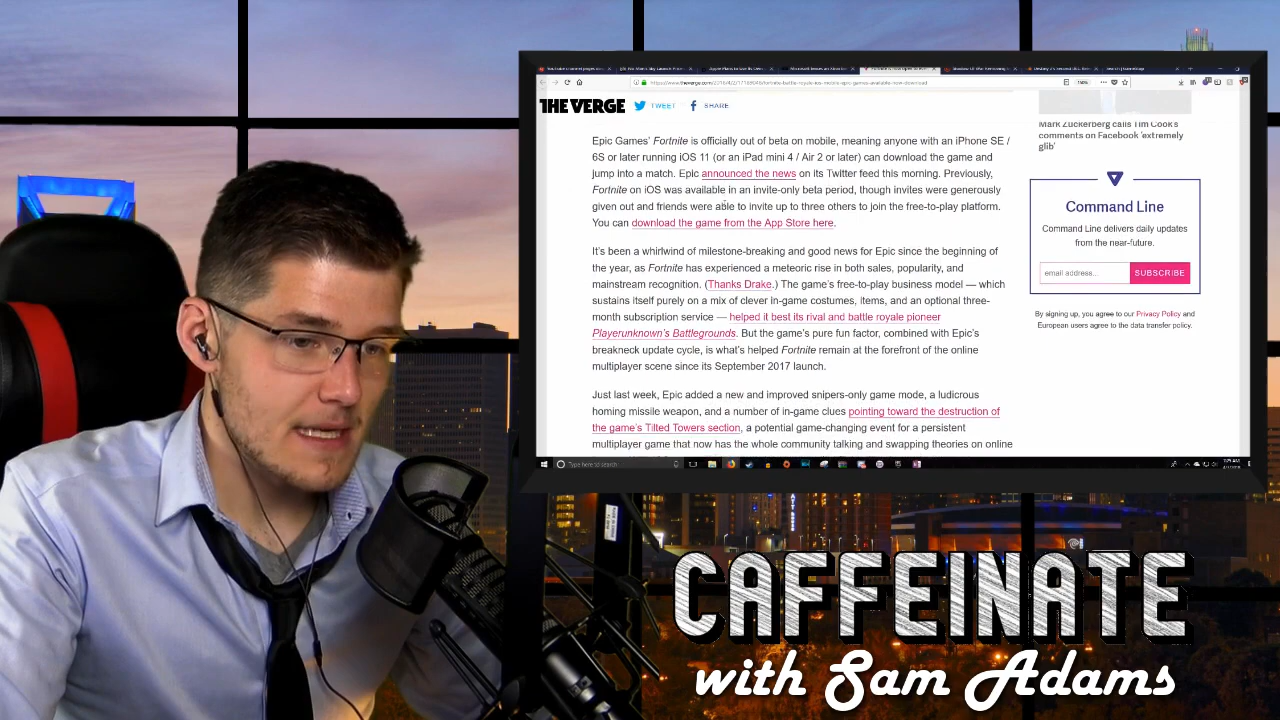 THE VERGE
TWEET
SHARE
Epic Games' Fortnite is officially out of beta on mobile, meaning anyone with an iPhone SE /
6S or later running iOS 11 (or an iPad mini 4 / Air 2 or later) can download the game and
jump into a match. Epic announced the news on its Twitter feed this morning. Previously,
Fortnite on iOS was available in an invite-only beta period, though invites were generously
given out and friends were able to invite up to three others to join the free-to-play platform.
You can download the game from the App Store here.
It's been a whirlwind of milestone-breaking and good news for Epic since the beginning of
the year, as Fortnite has experienced a meteoric rise in both sales, popularity, and
mainstream recognition. (Thanks Drake.) The game's free-to-play business model — which
sustains itself purely on a mix of clever in-game costumes, items, and an optional three-
month subscription service — helped it best its rival and battle royale pioneer
Playerunknown's Battlegrounds. But the game's pure fun factor, combined with Epic's
breakneck update cycle, is what's helped Fortnite remain at the forefront of the online
multiplayer scene since its September 2017 launch.
Just last week, Epic added a new and improved snipers-only game mode, a ludicrous
homing missile weapon, and a number of in-game clues pointing toward the destruction of
the game's Tilted Towers section, a potential game-changing event for a persistent
multiplayer game that now has the whole community talking and swapping theories on online
Mark Zuckerberg calls Tim Cook's
comments on Facebook 'extremely
glib'
Command Line
Command Line delivers daily updates
from the near-future.
email address...
SUBSCRIBE
By signing up, you agree to our Privacy Policy and
European users agree to the data transfer policy.
Type here to search
CAFFEINATE
with Sam Adams